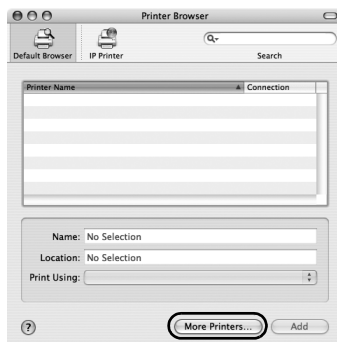 Printer Browser
Default Browser IP Printer Search
Printer Name Connection
Name: No Selection
Location: No Selection
Print Using:
? More Printers... Add